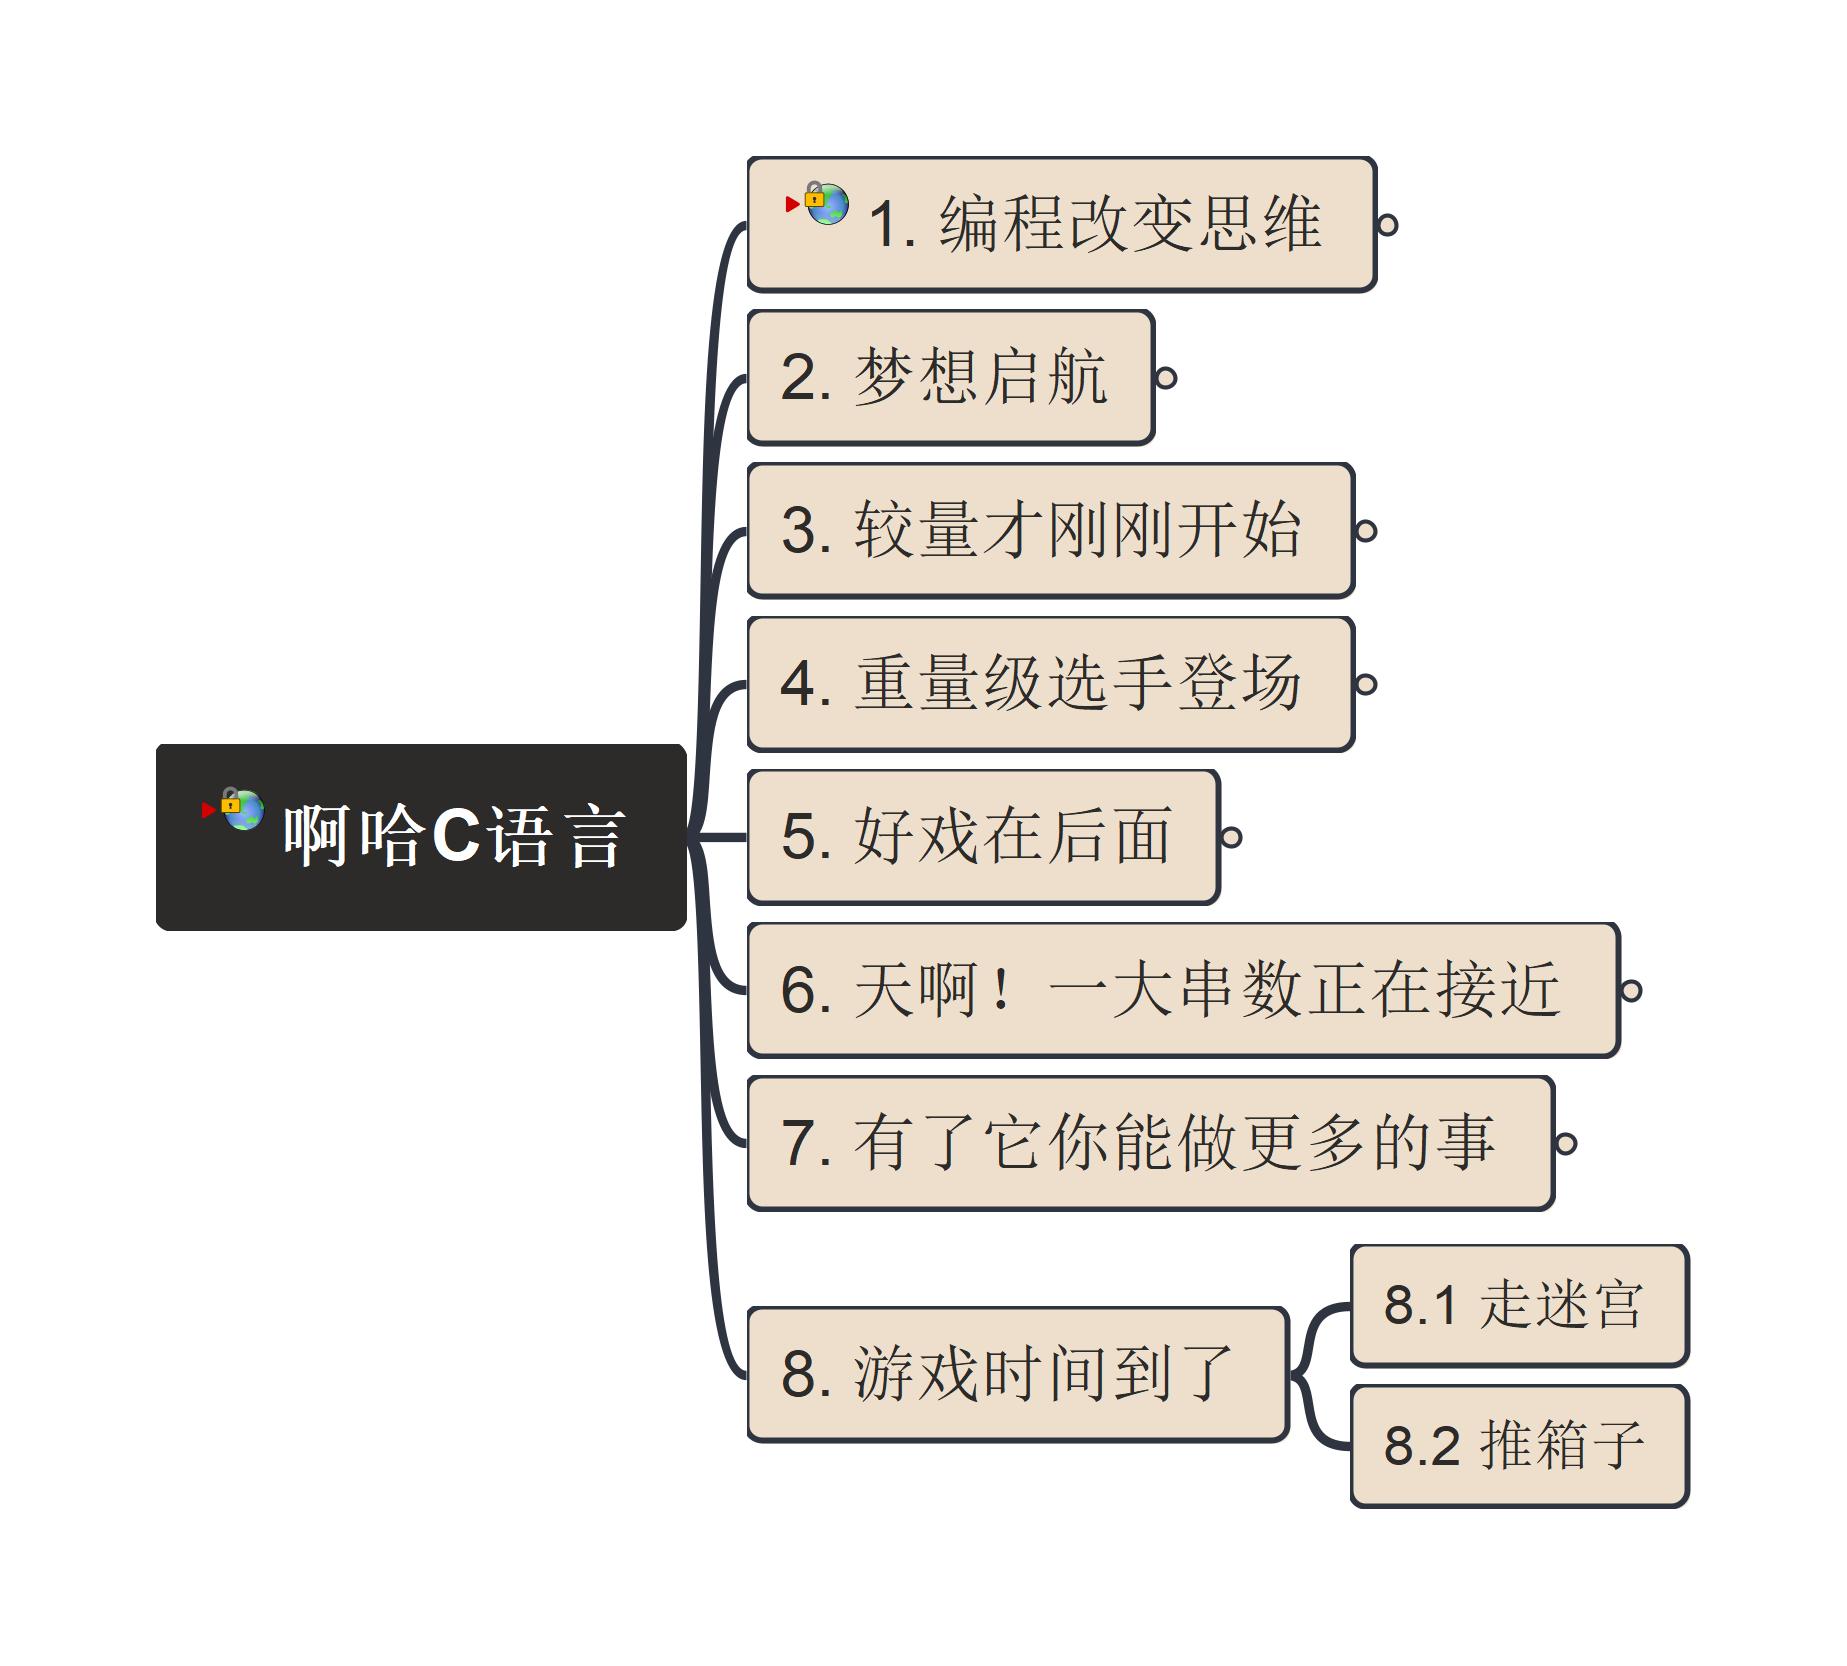 啊哈C语言
1. 编程改变思维
2. 梦想启航
3. 较量才刚刚开始
4. 重量级选手登场
5. 好戏在后面
6. 天啊！一大串数正在接近
7. 有了它你能做更多的事
8. 游戏时间到了
8.1 走迷宫
8.2 推箱子